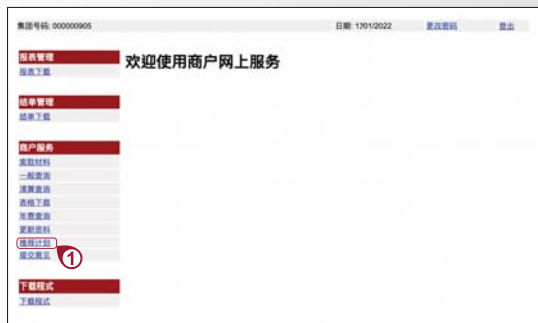 集团号码: 000000905
日期: 17/01/2022
更改密码
登出
报表管理
报表下载
欢迎使用商户网上服务
结单管理
结单下载
商户服务
索取材料
一般查询
清算查询
表格下载
年费查询
更新资料
推荐计划
提交意见
1
下载程式
下载程式